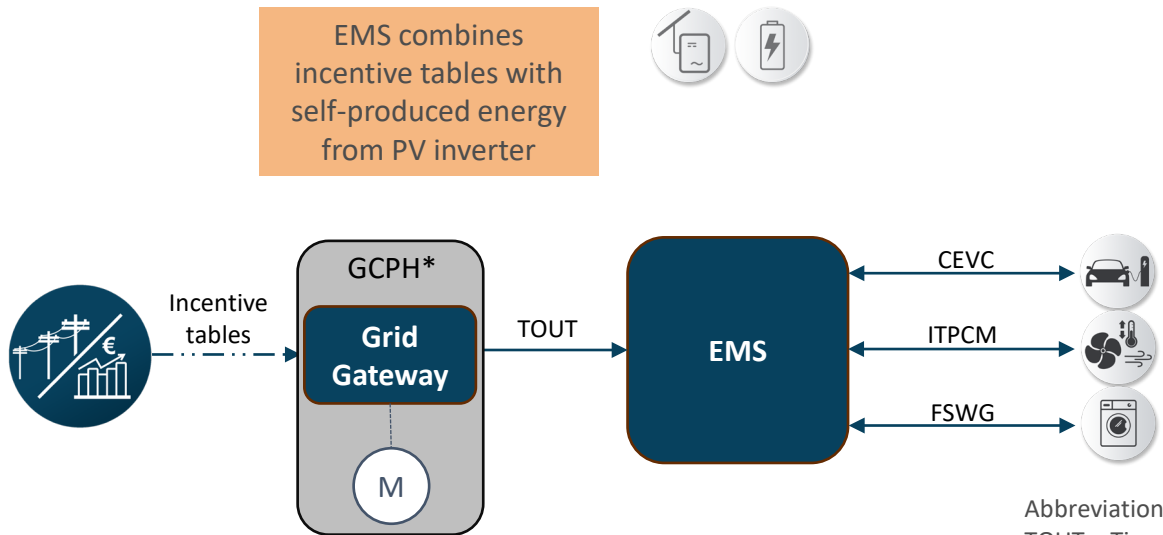 EMS combines
incentive tables with
self-produced energy
from PV inverter
GCPH*
Incentive
tables
Grid
Gateway
M
€
TOUT
EMS
CEVC
ITPCM
FSWG
Abbreviation